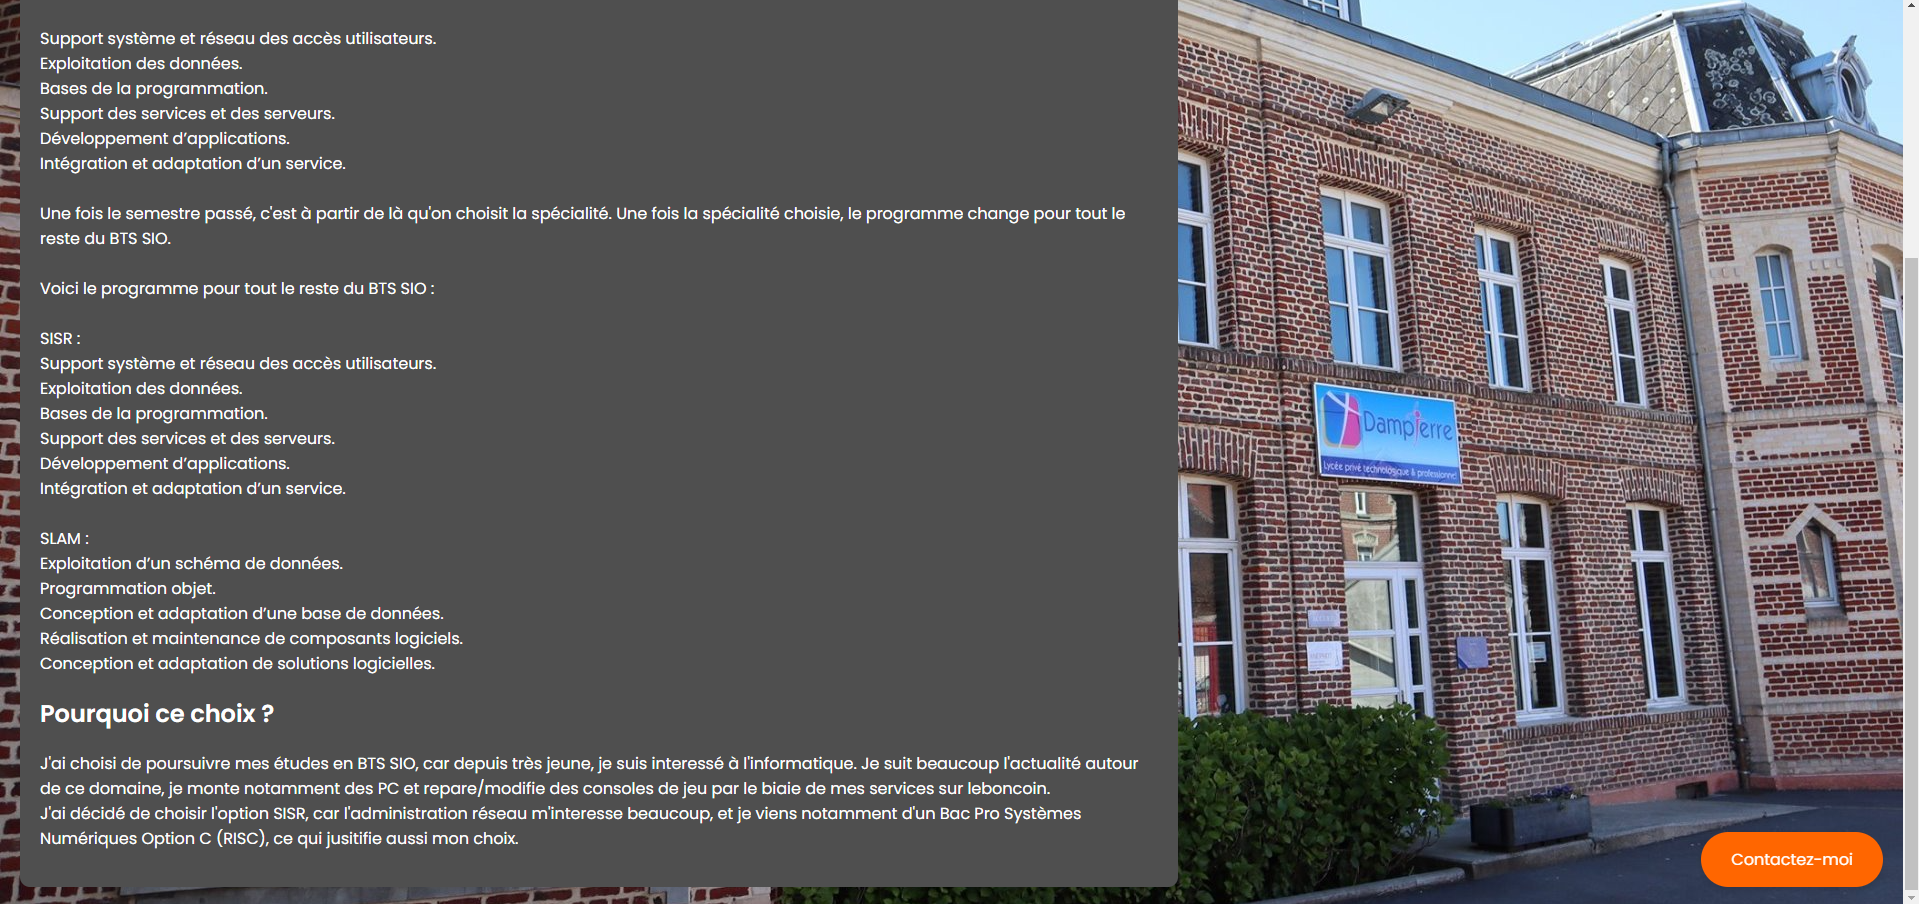 Support système et réseau des accès utilisateurs.
Exploitation des données.
Bases de la programmation.
Support des services et des serveurs.
Développement d’applications.
Intégration et adaptation d’un service.
Une fois le semestre passé, c'est à partir de là qu'on choisit la spécialité. Une fois la spécialité choisie, le programme change pour tout le
reste du BTS SIO.
Voici le programme pour tout le reste du BTS SIO :
SISR :
Support système et réseau des accès utilisateurs.
Exploitation des données.
Bases de la programmation.
Support des services et des serveurs.
Développement d’applications.
Intégration et adaptation d’un service.
SLAM :
Exploitation d’un schéma de données.
Programmation objet.
Conception et adaptation d’une base de données.
Réalisation et maintenance de composants logiciels.
Conception et adaptation de solutions logicielles.
Pourquoi ce choix ?
J'ai choisi de poursuivre mes études en BTS SIO, car depuis très jeune, je suis interessé à l'informatique. Je suit beaucoup l'actualité autour
de ce domaine, je monte notamment des PC et repare/modifie des consoles de jeu par le biaie de mes services sur leboncoin.
J'ai décidé de choisir l'option SISR, car l'administration réseau m'interesse beaucoup, et je viens notamment d'un Bac Pro Systèmes
Numériques Option C (RISC), ce qui jusitifie aussi mon choix.
Dampierre
Lycée privé technologique & professionnel
Contactez-moi